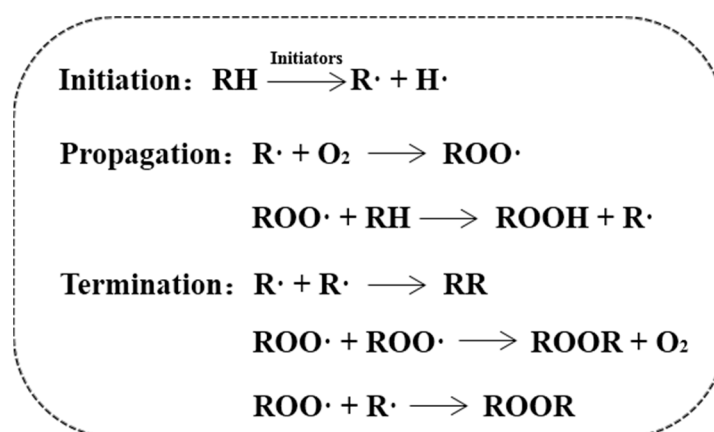 Initiators
Initiation: RH ⟶ R· + H·
Propagation: R· + O₂ ⟶ ROO·
ROO· + RH ⟶ ROOH + R·
Termination: R· + R· ⟶ RR
ROO· + ROO· ⟶ ROOR + O₂
ROO· + R· ⟶ ROOR